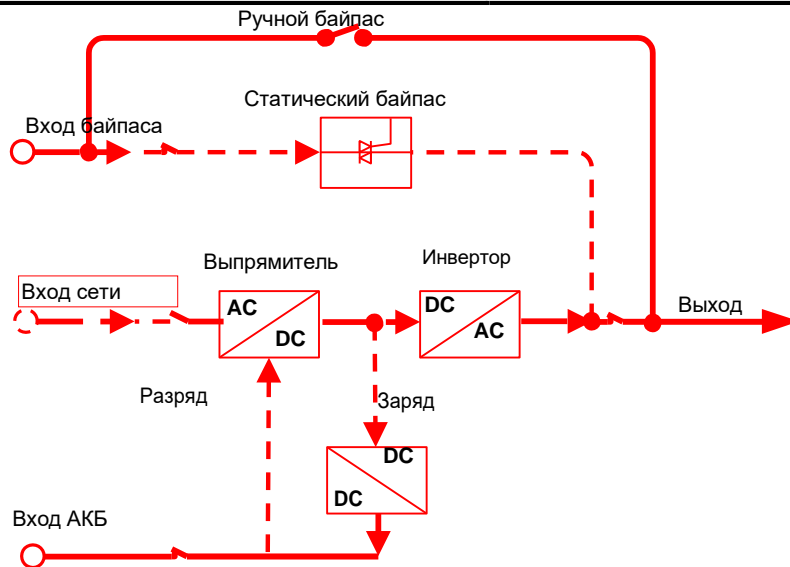 Ручной байпас
Статический байпас
Вход байпаса
Выпрямитель
Инвертор
Вход сети
AC
DC
DC
AC
Выход
Разряд
Заряд
DC
DC
Вход АКБ